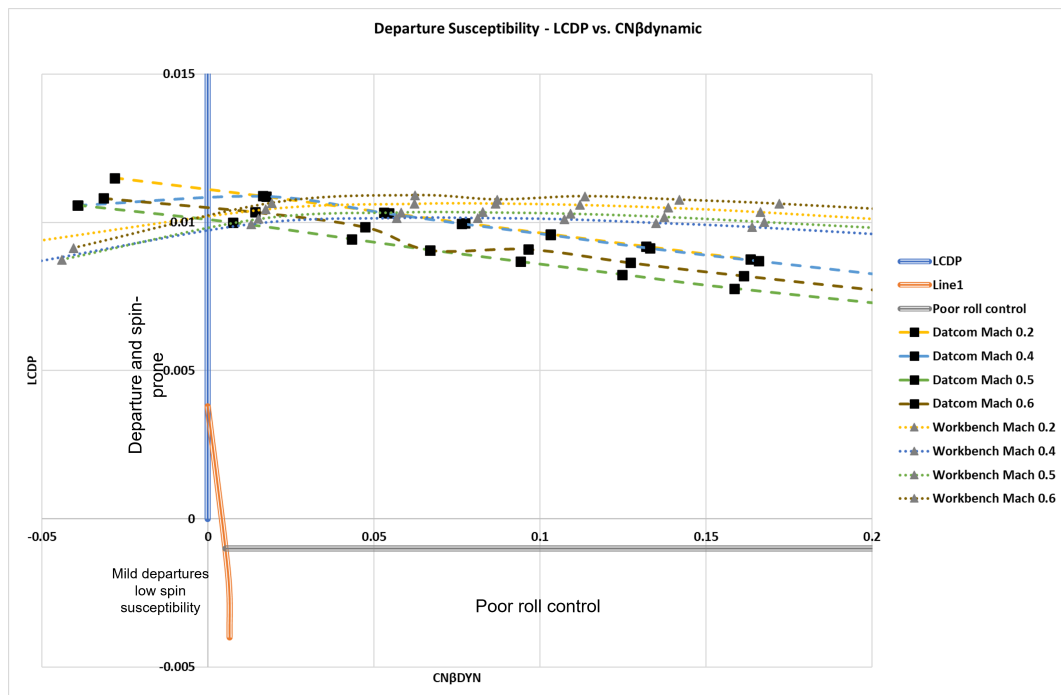 Departure Susceptibility - LCDP vs. CNβdynamic
0.015
0.01
0.005
0
-0.005
-0.05
0
0.05
0.1
0.15
0.2
LCDP
CNβDYN
Departure and spin-
prone
Mild departures
low spin
susceptibility
Poor roll control
LCDP
Line1
Poor roll control
Datcom Mach 0.2
Datcom Mach 0.4
Datcom Mach 0.5
Datcom Mach 0.6
Workbench Mach 0.2
Workbench Mach 0.4
Workbench Mach 0.5
Workbench Mach 0.6